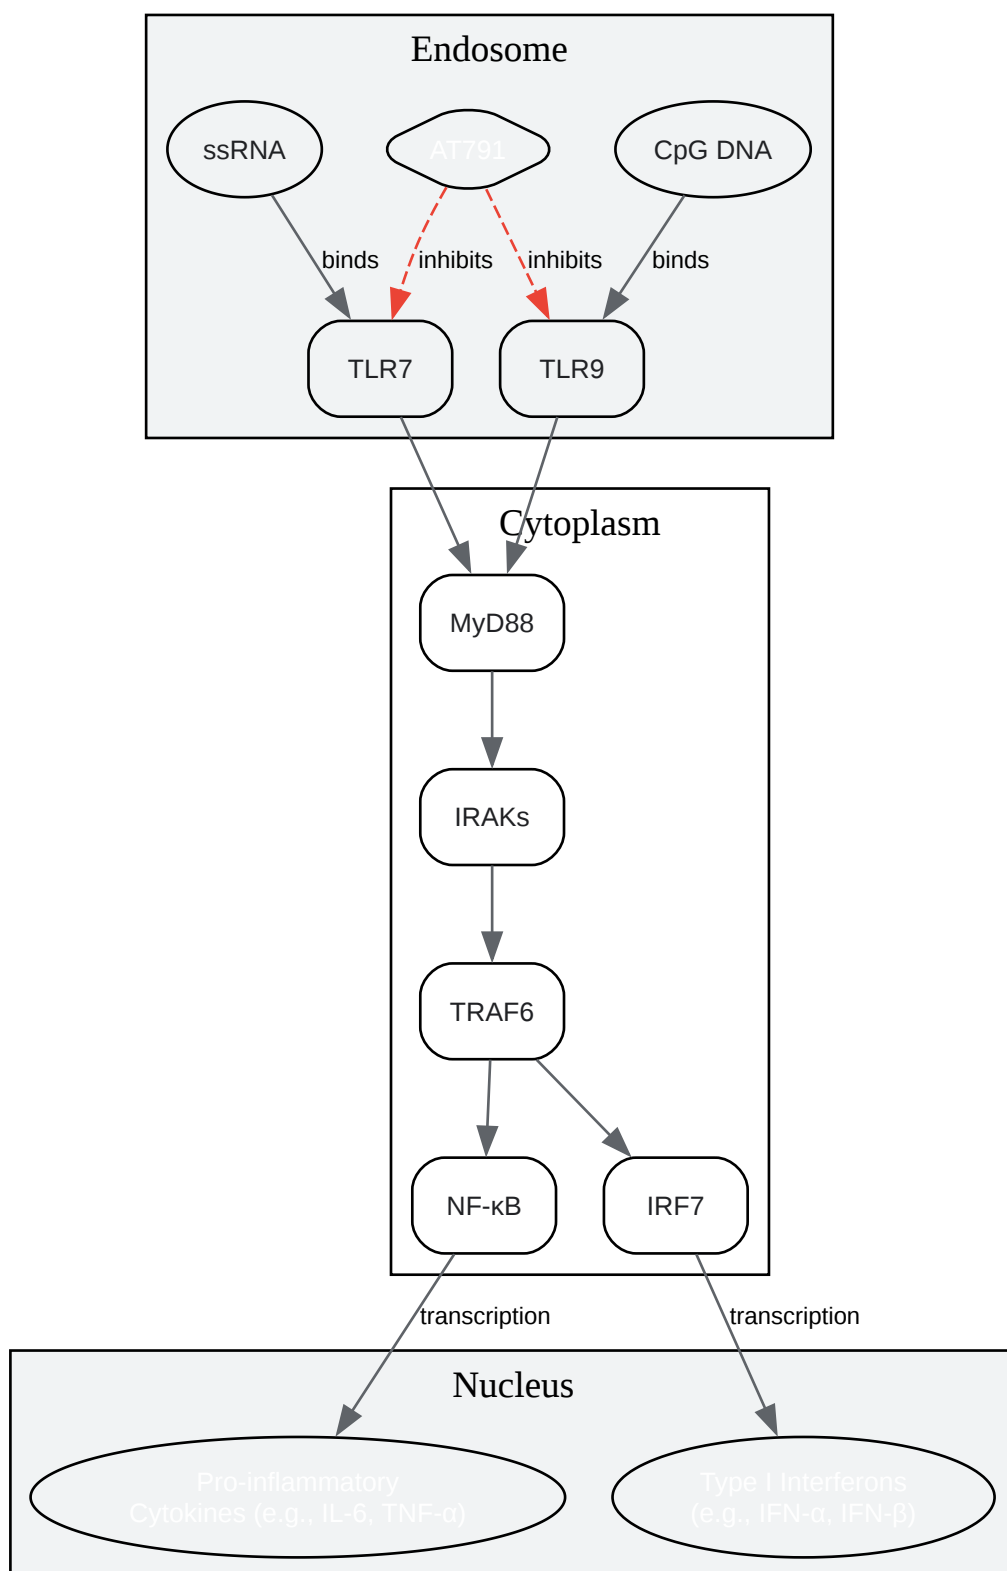 Endosome
ssRNA
AT791
CpG DNA
binds
inhibits
inhibits
binds
TLR7
TLR9
Cytoplasm
MyD88
IRAKs
TRAF6
NF-κB
IRF7
transcription
transcription
Nucleus
Pro-inflammatory
Cytokines (e.g., IL-6, TNF-α)
Type I Interferons
(e.g., IFN-α, IFN-β)